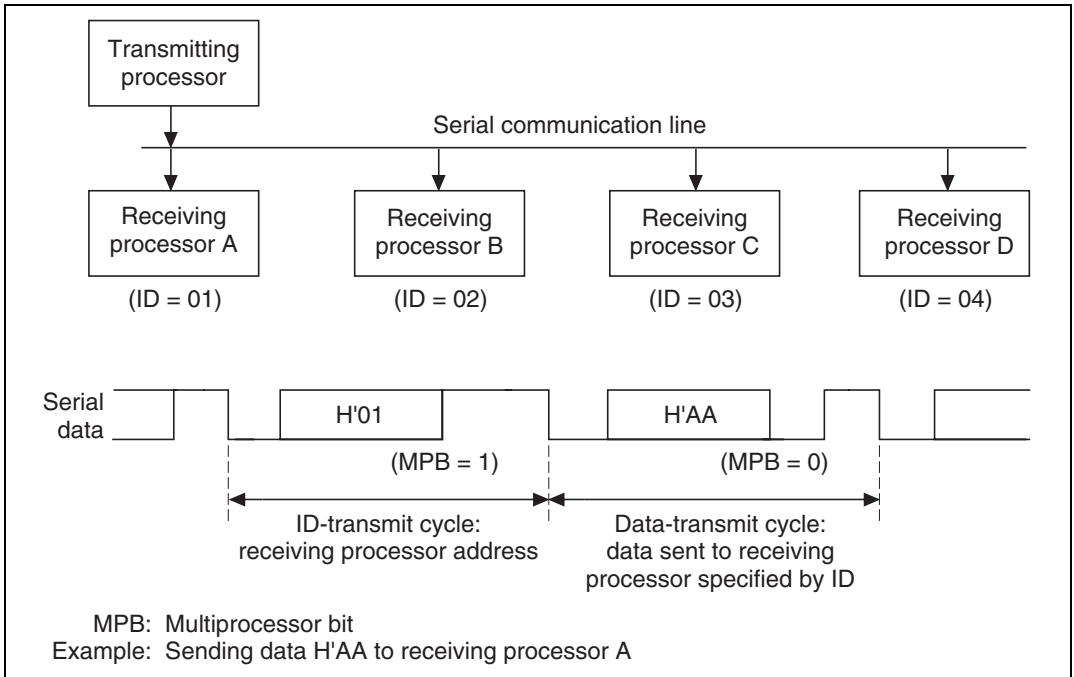 Transmitting
processor
Serial communication line
Receiving
processor A
Receiving
processor B
Receiving
processor C
Receiving
processor D
(ID = 01)
(ID = 02)
(ID = 03)
(ID = 04)
Serial
data
H'01
H'AA
(MPB = 1)
(MPB = 0)
ID-transmit cycle:
receiving processor address
Data-transmit cycle:
data sent to receiving
processor specified by ID
MPB: Multiprocessor bit
Example: Sending data H'AA to receiving processor A